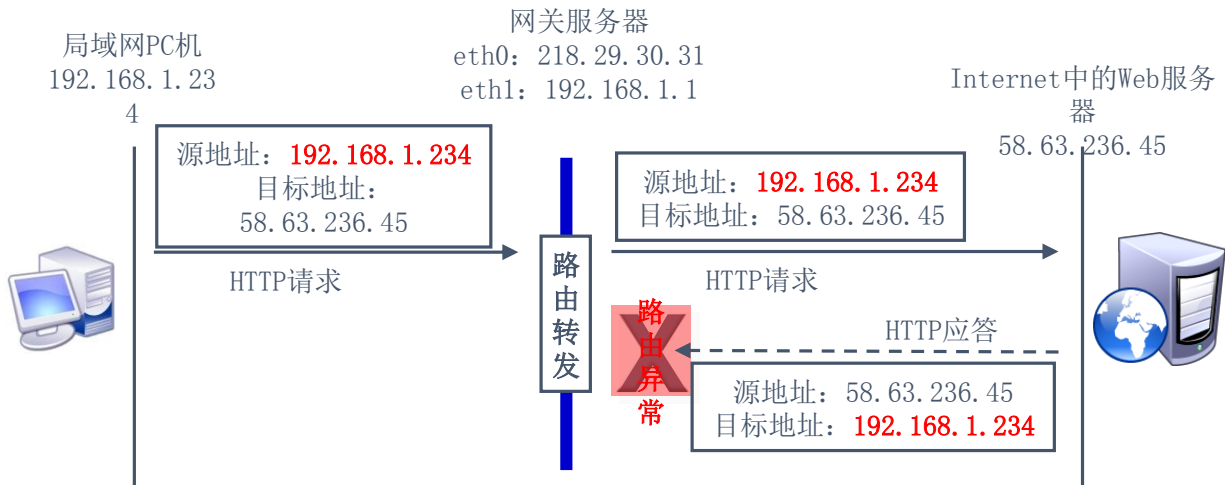 局域网PC机
192.168.1.23
4
网关服务器
eth0: 218.29.30.31
eth1: 192.168.1.1
Internet中的Web服务
器
58.63.236.45
源地址：192.168.1.234
目标地址：
58.63.236.45
HTTP请求
路由转发
源地址：192.168.1.234
目标地址：58.63.236.45
HTTP请求
路由异常
X
HTTP应答
源地址：58.63.236.45
目标地址：192.168.1.234